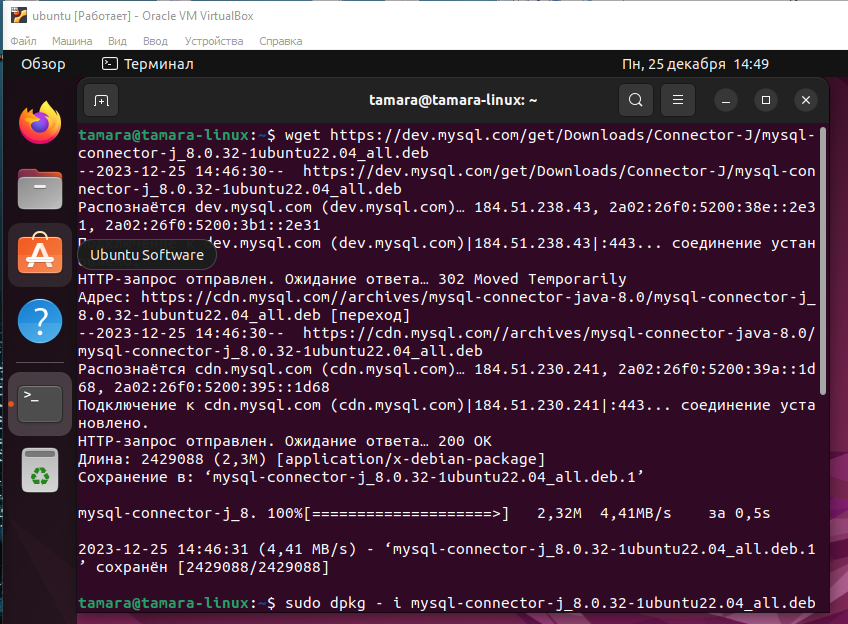 ubuntu [Работает] - Oracle VM VirtualBox
Файл Машина Вид Ввод Устройства Справка
Обзор Терминал Пн, 25 декабря 14:49
tamara@tamara-linux: ~
tamara@tamara-linux:~$ wget https://dev.mysql.com/get/Downloads/Connector-J/mysql-
connector-j_8.0.32-1ubuntu22.04_all.deb
--2023-12-25 14:46:30-- https://dev.mysql.com/get/Downloads/Connector-J/mysql-con
nector-j_8.0.32-1ubuntu22.04_all.deb
Распознаётся dev.mysql.com (dev.mysql.com)… 184.51.238.43, 2a02:26f0:5200:38e::2e3
1, 2a02:26f0:5200:3b1::2e31
dev.mysql.com (dev.mysql.com)|184.51.238.43|:443... соединение устан
Ubuntu Software
HTTP-запрос отправлен. Ожидание ответа… 302 Moved Temporarily
Адрес: https://cdn.mysql.com//archives/mysql-connector-java-8.0/mysql-connector-j_
8.0.32-1ubuntu22.04_all.deb [переход]
--2023-12-25 14:46:30-- https://cdn.mysql.com//archives/mysql-connector-java-8.0/
mysql-connector-j_8.0.32-1ubuntu22.04_all.deb
Распознаётся cdn.mysql.com (cdn.mysql.com)… 184.51.230.241, 2a02:26f0:5200:39a::1d
68, 2a02:26f0:5200:395::1d68
Подключение к cdn.mysql.com (cdn.mysql.com)|184.51.230.241|:443... соединение уста
новлено.
HTTP-запрос отправлен. Ожидание ответа… 200 OK
Длина: 2429088 (2,3M) [application/x-debian-package]
Сохранение в: ‘mysql-connector-j_8.0.32-1ubuntu22.04_all.deb.1’
mysql-connector-j_8. 100%[====================>] 2,32M 4,41MB/s за 0,5s
2023-12-25 14:46:31 (4,41 MB/s) - ‘mysql-connector-j_8.0.32-1ubuntu22.04_all.deb.1
’ сохранён [2429088/2429088]
tamara@tamara-linux:~$ sudo dpkg - i mysql-connector-j_8.0.32-1ubuntu22.04_all.deb